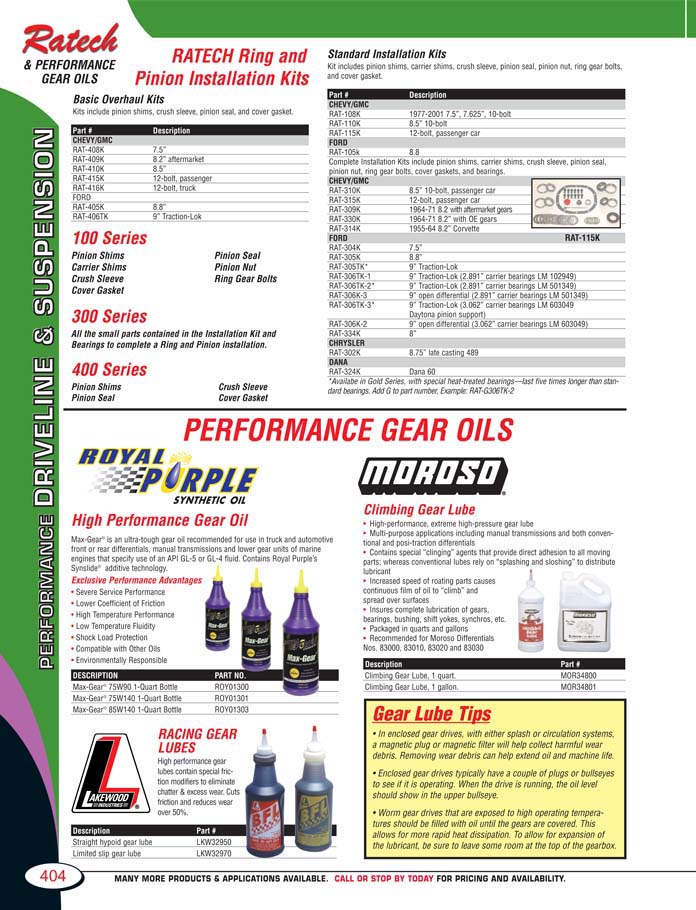 Ratech
& PERFORMANCE
GEAR OILS
PERFORMANCE DRIVELINE & SUSPENSION
RATECH Ring and
Pinion Installation Kits
Basic Overhaul Kits
Kits include pinion shims, crush sleeve, pinion seal, and cover gasket.
Part # Description
CHEVY/GMC
RAT-408K 7.5"
RAT-409K 8.2" aftermarket
RAT-410K 8.5"
RAT-415K 12-bolt, passenger
RAT-416K 12-bolt, truck
FORD
RAT-405K 8.8"
RAT-406TK 9" Traction-Lok
100 Series
Pinion Shims Pinion Seal
Carrier Shims Pinion Nut
Crush Sleeve Ring Gear Bolts
Cover Gasket
300 Series
All the small parts contained in the Installation Kit and
Bearings to complete a Ring and Pinion installation.
400 Series
Pinion Shims Crush Sleeve
Pinion Seal Cover Gasket
Standard Installation Kits
Kit includes pinion shims, carrier shims, crush sleeve, pinion seal, pinion nut, ring gear bolts,
and cover gasket.
Part # Description
CHEVY/GMC
RAT-108K 1977-2001 7.5", 7.625", 10-bolt
RAT-110K 8.5" 10-bolt
RAT-115K 12-bolt, passenger car
FORD
RAT-105k 8.8
Complete Installation Kits include pinion shims, carrier shims, crush sleeve, pinion seal,
pinion nut, ring gear bolts, cover gaskets, and bearings.
CHEVY/GMC
RAT-310K 8.5" 10-bolt, passenger car
RAT-315K 12-bolt, passenger car
RAT-309K 1964-71 8.2 with aftermarket gears
RAT-330K 1964-71 8.2" with OE gears
RAT-314K 1955-64 8.2" Corvette
FORD RAT-115K
RAT-304K 7.5"
RAT-305K 8.8"
RAT-305TK* 9" Traction-Lok
RAT-306TK-1 9" Traction-Lok (2.891" carrier bearings LM 102949)
RAT-306TK-2* 9" Traction-Lok (2.891" carrier bearings LM 501349)
RAT-306K-3 9" open differential (2.891" carrier bearings LM 501349)
RAT-306TK-3* 9" Traction-Lok (3.062" carrier bearings LM 603049
Daytona pinion support)
RAT-306K-2 9" open differential (3.062" carrier bearings LM 603049)
RAT-334K 8"
CHRYSLER
RAT-302K 8.75" late casting 489
DANA
RAT-324K Dana 60
*Availabe in Gold Series, with special heat-treated bearings—last five times longer than stan-
dard bearings. Add G to part number, Example: RAT-G306TK-2
PERFORMANCE GEAR OILS
ROYAL
PURPLE
SYNTHETIC OIL
High Performance Gear Oil
Max-Gear® is an ultra-tough gear oil recommended for use in truck and automotive
front or rear differentials, manual transmissions and lower gear units of marine
engines that specify use of an API GL-5 or GL-4 fluid. Contains Royal Purple's
Synslide® additive technology.
Exclusive Performance Advantages
• Severe Service Performance
• Lower Coefficient of Friction
• High Temperature Performance
• Low Temperature Fluidity
• Shock Load Protection
• Compatible with Other Oils
• Environmentally Responsible
Max-Gear
Max-Gear
Max-Gear
DESCRIPTION PART NO.
Max-Gear® 75W90 1-Quart Bottle ROY01300
Max-Gear® 75W140 1-Quart Bottle ROY01301
Max-Gear® 85W140 1-Quart Bottle ROY01303
LAKEWOOD
INDUSTRIES
RACING GEAR
LUBES
High performance gear
lubes contain special fric-
tion modifiers to eliminate
chatter & excess wear. Cuts
friction and reduces wear
over 50%.
Description Part #
Straight hypoid gear lube LKW32950
Limited slip gear lube LKW32970
MOROSO®
Climbing Gear Lube
• High-performance, extreme high-pressure gear lube
• Multi-purpose applications including manual transmissions and both conven-
tional and posi-traction differentials
• Contains special "clinging" agents that provide direct adhesion to all moving
parts; whereas conventional lubes rely on "splashing and sloshing" to distribute
lubricant
• Increased speed of roating parts causes
continuous film of oil to "climb" and
spread over surfaces
• Insures complete lubrication of gears,
bearings, bushing, shift yokes, synchros, etc.
• Packaged in quarts and gallons
• Recommended for Moroso Differentials
Nos. 83000, 83010, 83020 and 83030
Description Part #
Climbing Gear Lube, 1 quart. MOR34800
Climbing Gear Lube, 1 gallon. MOR34801
Gear Lube Tips
• In enclosed gear drives, with either splash or circulation systems,
a magnetic plug or magnetic filter will help collect harmful wear
debris. Removing wear debris can help extend oil and machine life.
• Enclosed gear drives typically have a couple of plugs or bullseyes
to see if it is operating. When the drive is running, the oil level
should show in the upper bullseye.
• Worm gear drives that are exposed to high operating tempera-
tures should be filled with oil until the gears are covered. This
allows for more rapid heat dissipation. To allow for expansion of
the lubricant, be sure to leave some room at the top of the gearbox.
404
MANY MORE PRODUCTS & APPLICATIONS AVAILABLE. CALL OR STOP BY TODAY FOR PRICING AND AVAILABILITY.